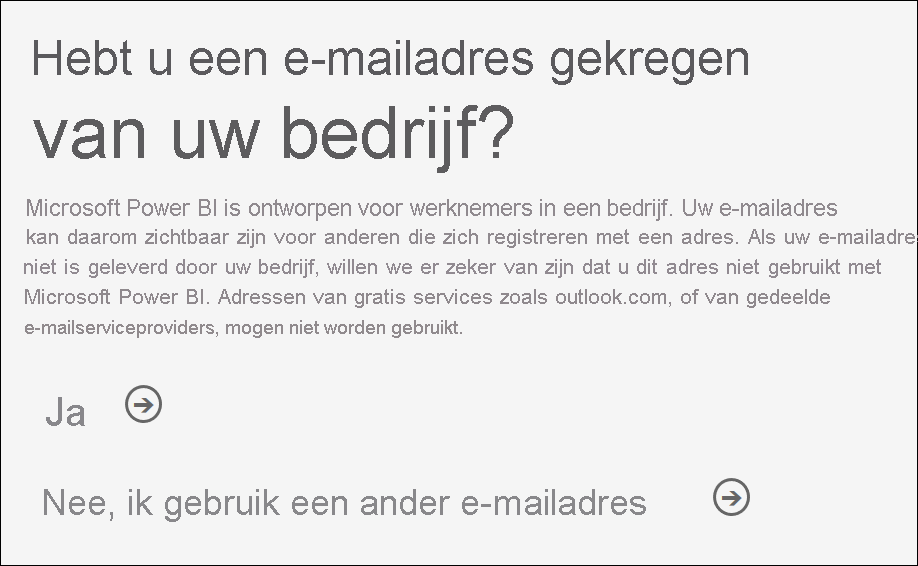 Hebt u een e-mailadres gekregen
van uw bedrijf?
Microsoft Power BI is ontworpen voor werknemers in een bedrijf. Uw e-mailadres
kan daarom zichtbaar zijn voor anderen die zich registreren met een adres. Als uw e-mailadre
niet is geleverd door uw bedrijf, willen we er zeker van zijn dat u dit adres niet gebruikt met
Microsoft Power BI. Adressen van gratis services zoals outlook.com, of van gedeelde
e-mailserviceproviders, mogen niet worden gebruikt.
Ja
Nee, ik gebruik een ander e-mailadres